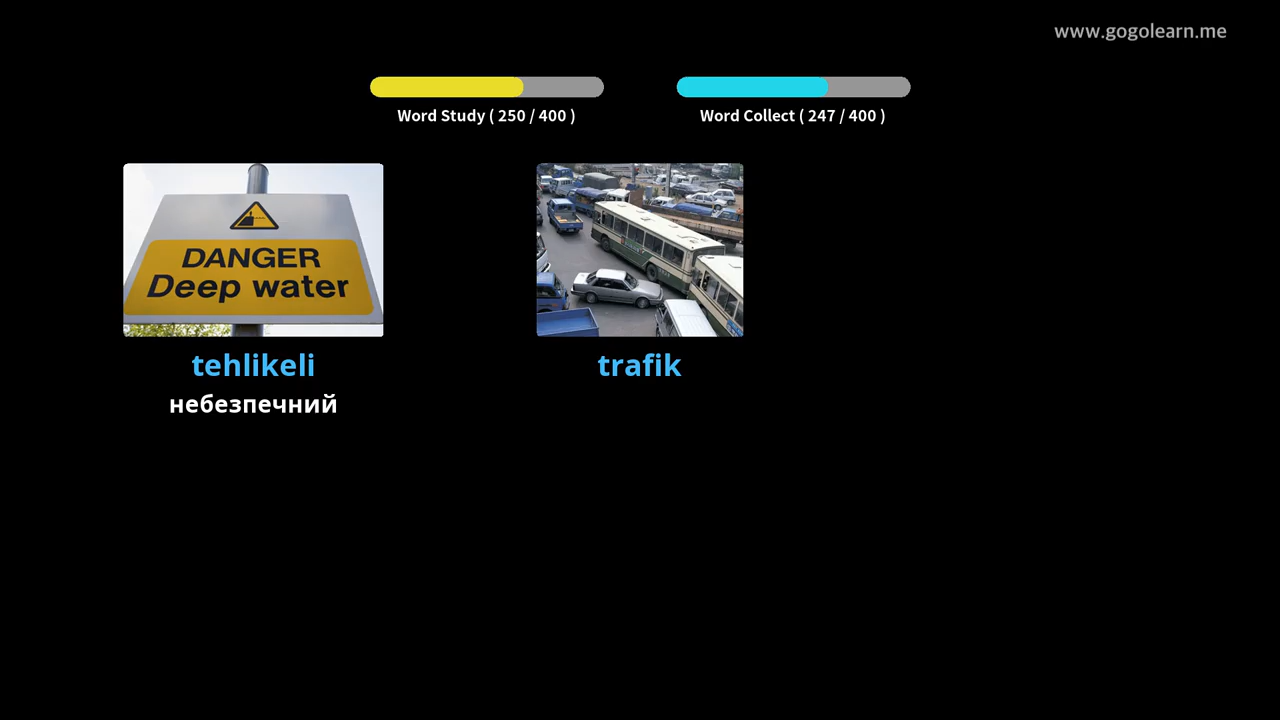 www.gogolearn.me
Word Study ( 250 / 400 )
Word Collect ( 247 / 400 )
DANGER
Deep water
tehlikeli
trafik
небезпечний